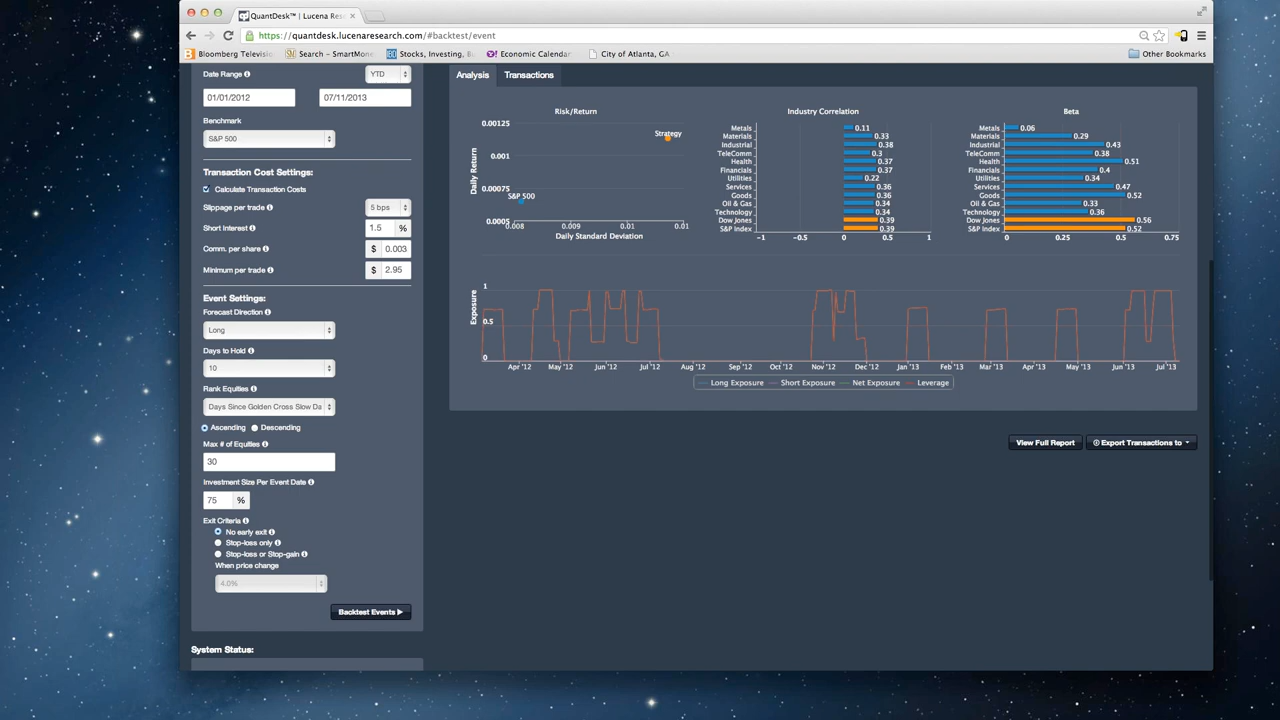 QuantDesk™ | Lucena Rese
https://quantdesk.lucenaresearch.com/#backtest/event
Bloomberg Televisio
Search – SmartMone
Stocks, Investing, B
Economic Calendar
City of Atlanta, GA
Other Bookmarks
Date Range
YTD
01/01/2012
07/11/2013
Benchmark
S&P 500
Transaction Cost Settings:
Calculate Transaction Costs
Slippage per trade
5 bps
Short Interest
1.5 %
Comm. per share
$ 0.003
Minimum per trade
$ 2.95
Event Settings:
Forecast Direction
Long
Days to Hold
10
Rank Equities
Days Since Golden Cross Slow Da
Ascending
Descending
Max # of Equities
30
Investment Size Per Event Date
75 %
Exit Criteria
No early exit
Stop-loss only
Stop-loss or Stop-gain
When price change
4.0%
Backtest Events
System Status:
Analysis
Transactions
Risk/Return
Daily Return
0.00125
0.001
0.00075
0.0005
Strategy
S&P 500
0.008
0.009
0.01
0.01
Daily Standard Deviation
Industry Correlation
Metals 0.11
Materials 0.33
Industrial 0.38
TeleComm 0.3
Health 0.37
Financials 0.37
Utilities 0.22
Services 0.36
Goods 0.36
Oil & Gas 0.34
Technology 0.34
Dow Jones 0.39
S&P Index 0.39
-1 -0.5 0 0.5 1
Beta
Metals 0.06
Materials 0.29
Industrial 0.43
TeleComm 0.38
Health 0.51
Financials 0.4
Utilities 0.34
Services 0.47
Goods 0.52
Oil & Gas 0.33
Technology 0.36
Dow Jones 0.56
S&P Index 0.52
0 0.25 0.5 0.75
Exposure
1
0.5
0
Apr '12 May '12 Jun '12 Jul '12 Aug '12 Sep '12 Oct '12 Nov '12 Dec '12 Jan '13 Feb '13 Mar '13 Apr '13 May '13 Jun '13 Jul '13
Long Exposure Short Exposure Net Exposure Leverage
View Full Report
Export Transactions to